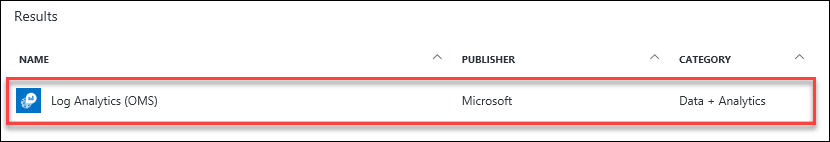 Results
NAME PUBLISHER CATEGORY
Log Analytics (OMS) Microsoft Data + Analytics